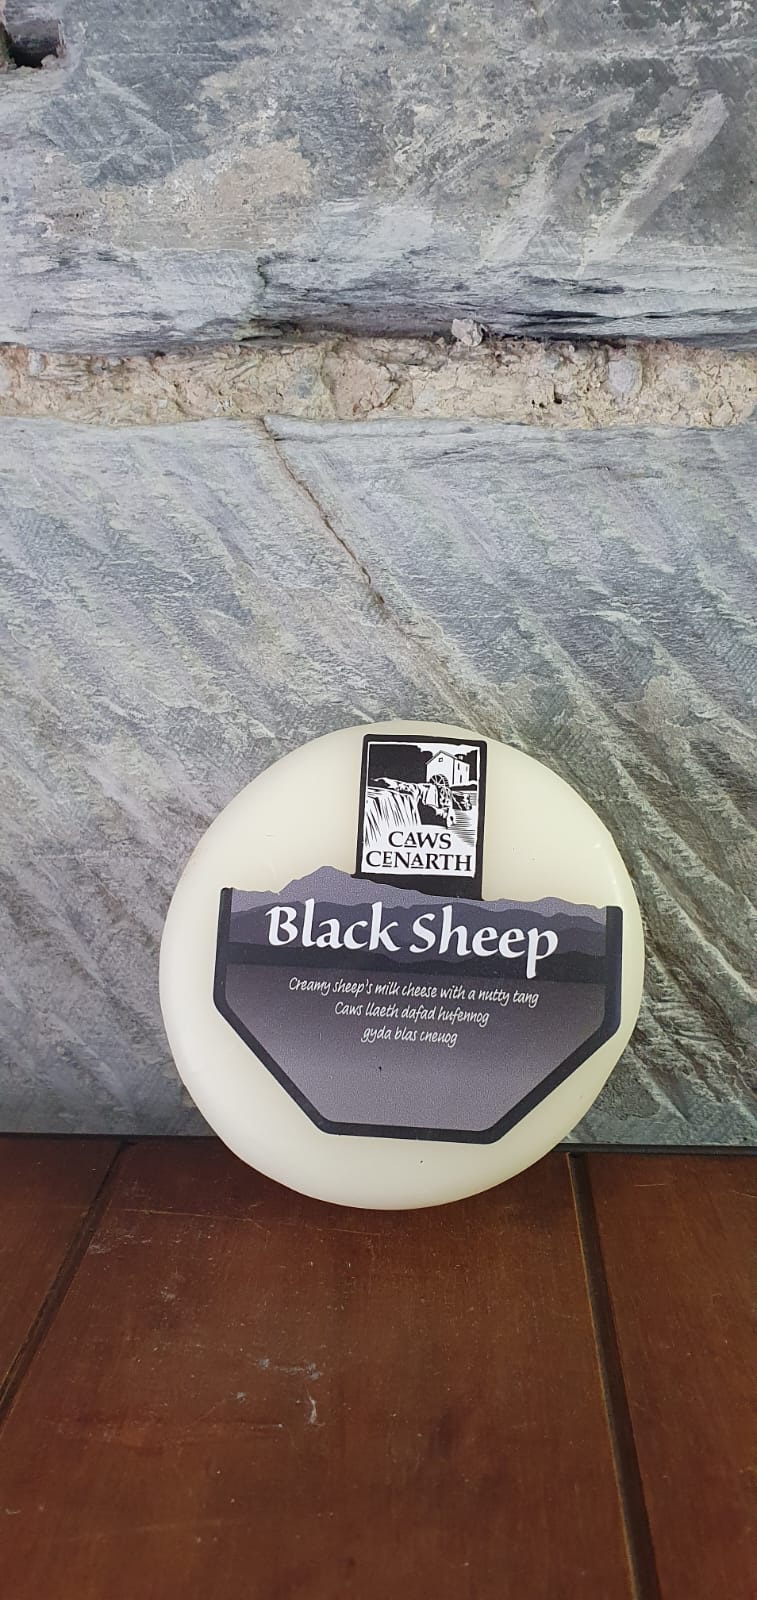 CAWS
CENARTH
Black Sheep
Creamy sheep's milk cheese with a nutty tang
Caws llaeth dafad hufennog
gyda blas cneuog